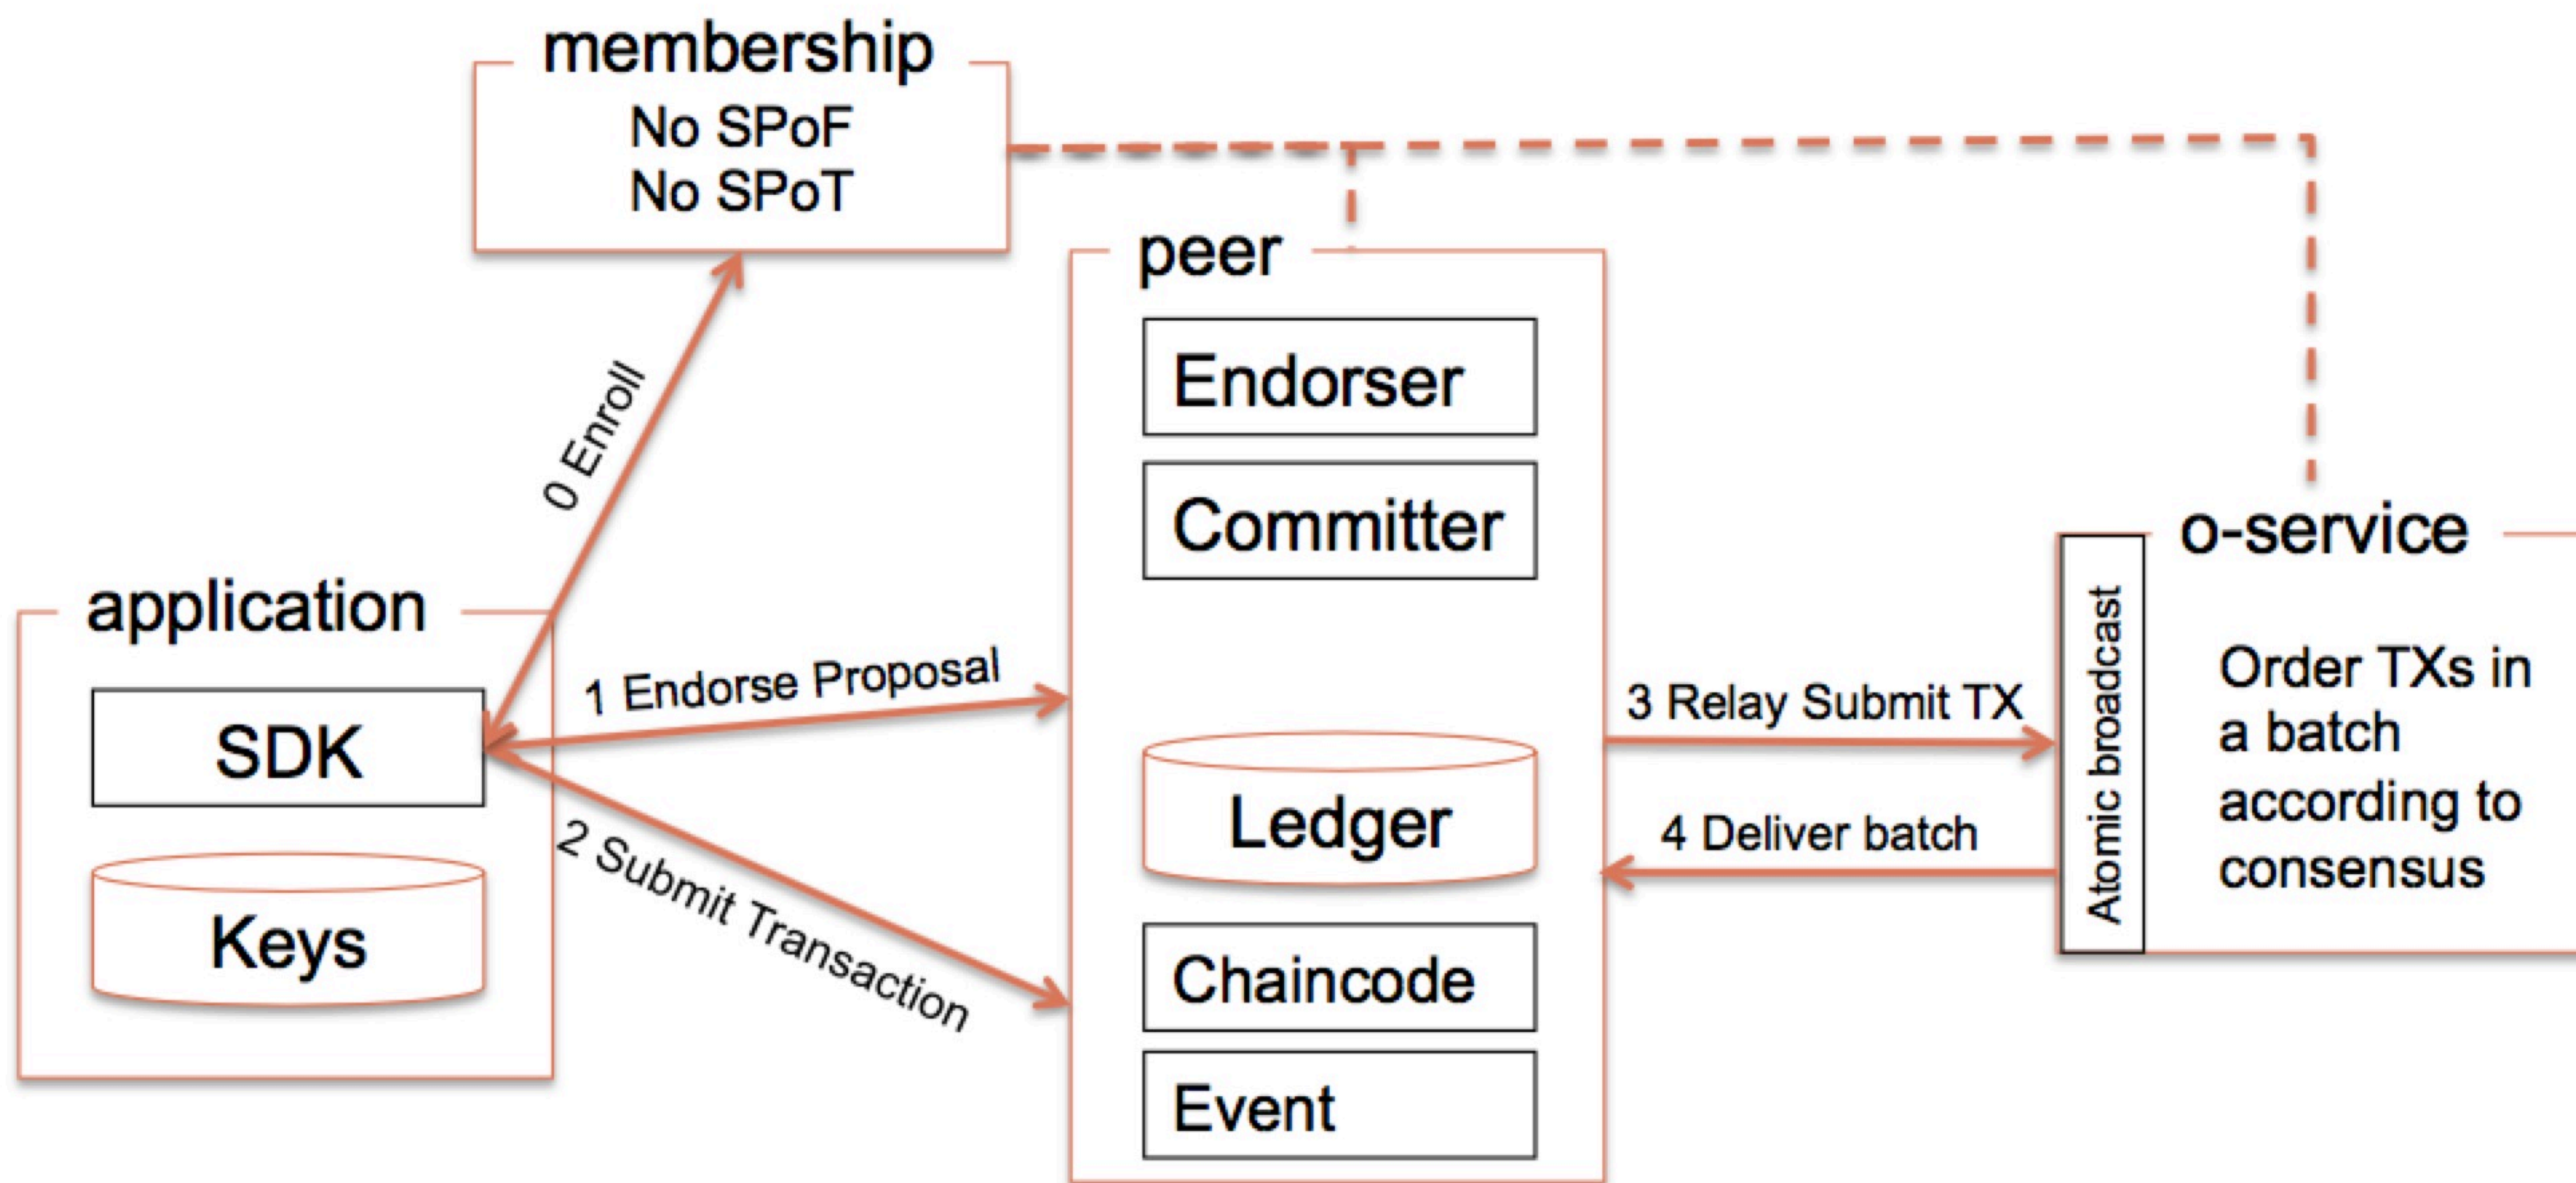 membership
No SPoF
No SPoT
0 Enroll
application
SDK
Keys
1 Endorse Proposal
2 Submit Transaction
peer
Endorser
Committer
Ledger
Chaincode
Event
3 Relay Submit TX
4 Deliver batch
o-service
Atomic broadcast
Order TXs in
a batch
according to
consensus